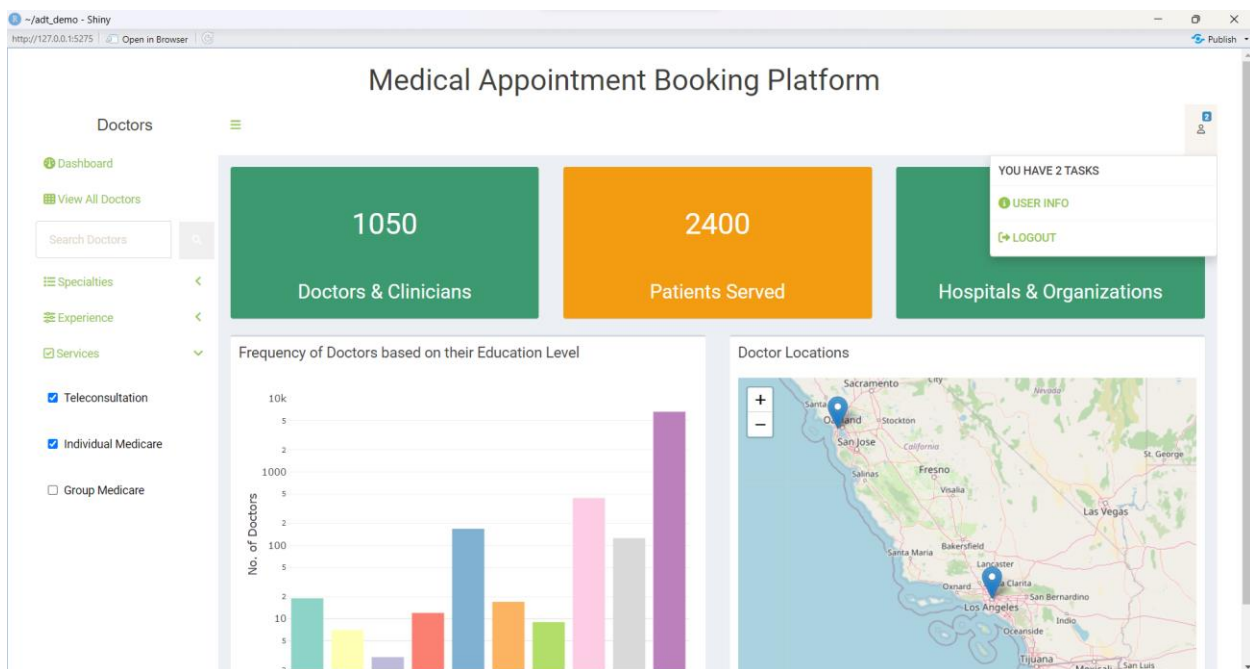 ~/adt_demo - Shiny
http://127.0.0.1:5275 Open in Browser Publish
Medical Appointment Booking Platform
Doctors
2
Dashboard
View All Doctors
Search Doctors
Specialties
Experience
Services
Teleconsultation
Individual Medicare
Group Medicare
YOU HAVE 2 TASKS
USER INFO
LOGOUT
1050
Doctors & Clinicians
2400
Patients Served
Hospitals & Organizations
Frequency of Doctors based on their Education Level
No. of Doctors
10k
5
2
1000
5
2
100
5
2
10
5
2
Doctor Locations
+
−
Sacramento
Nevada
Santa
Stockton
San Jose
California
St. George
Salinas
Fresno
Visalia
Las Vegas
Santa Maria
Bakersfield
Lancaster
Oxnard
Clarita
San Bernardino
Los Angeles
Indio
Oceanside
Tijuana
Mexicali
San Luis